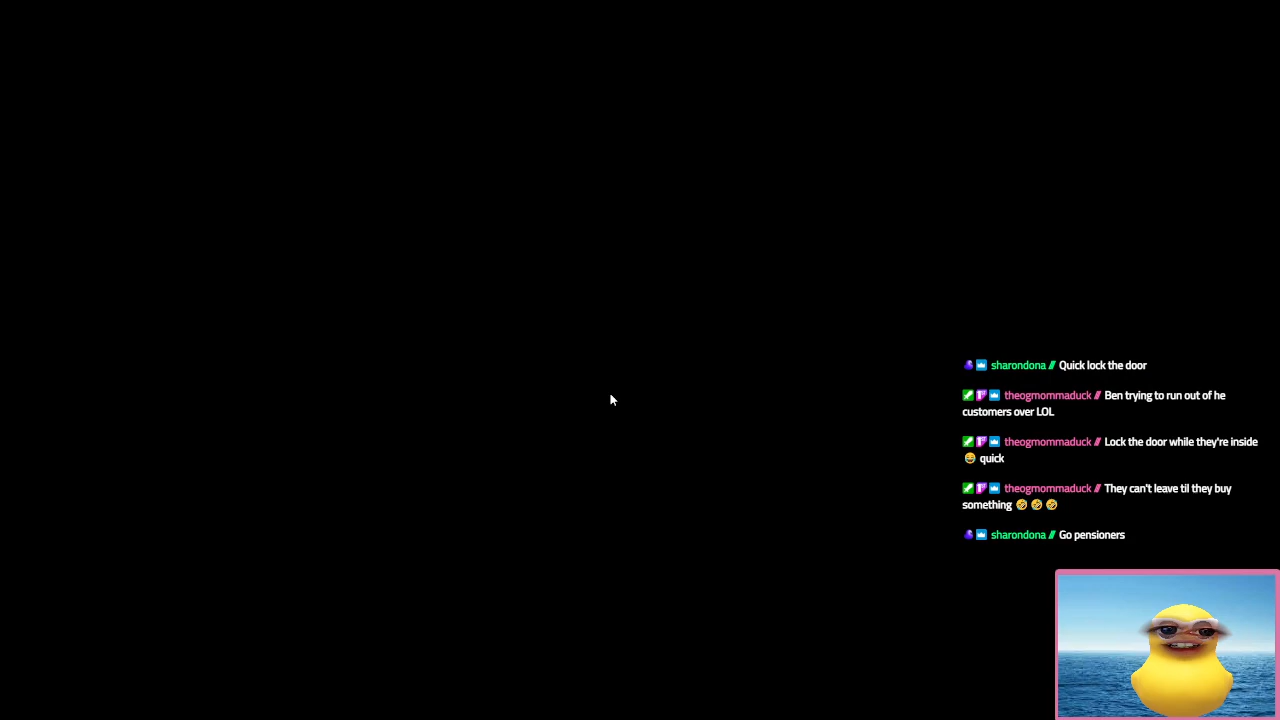 sharondona // Quick lock the door
theogmommaduck // Ben trying to run out of he
customers over LOL
theogmommaduck // Lock the door while they're inside
😅 quick
theogmommaduck // They can't leave til they buy
something 🤣 🤣 🤣
sharondona // Go pensioners